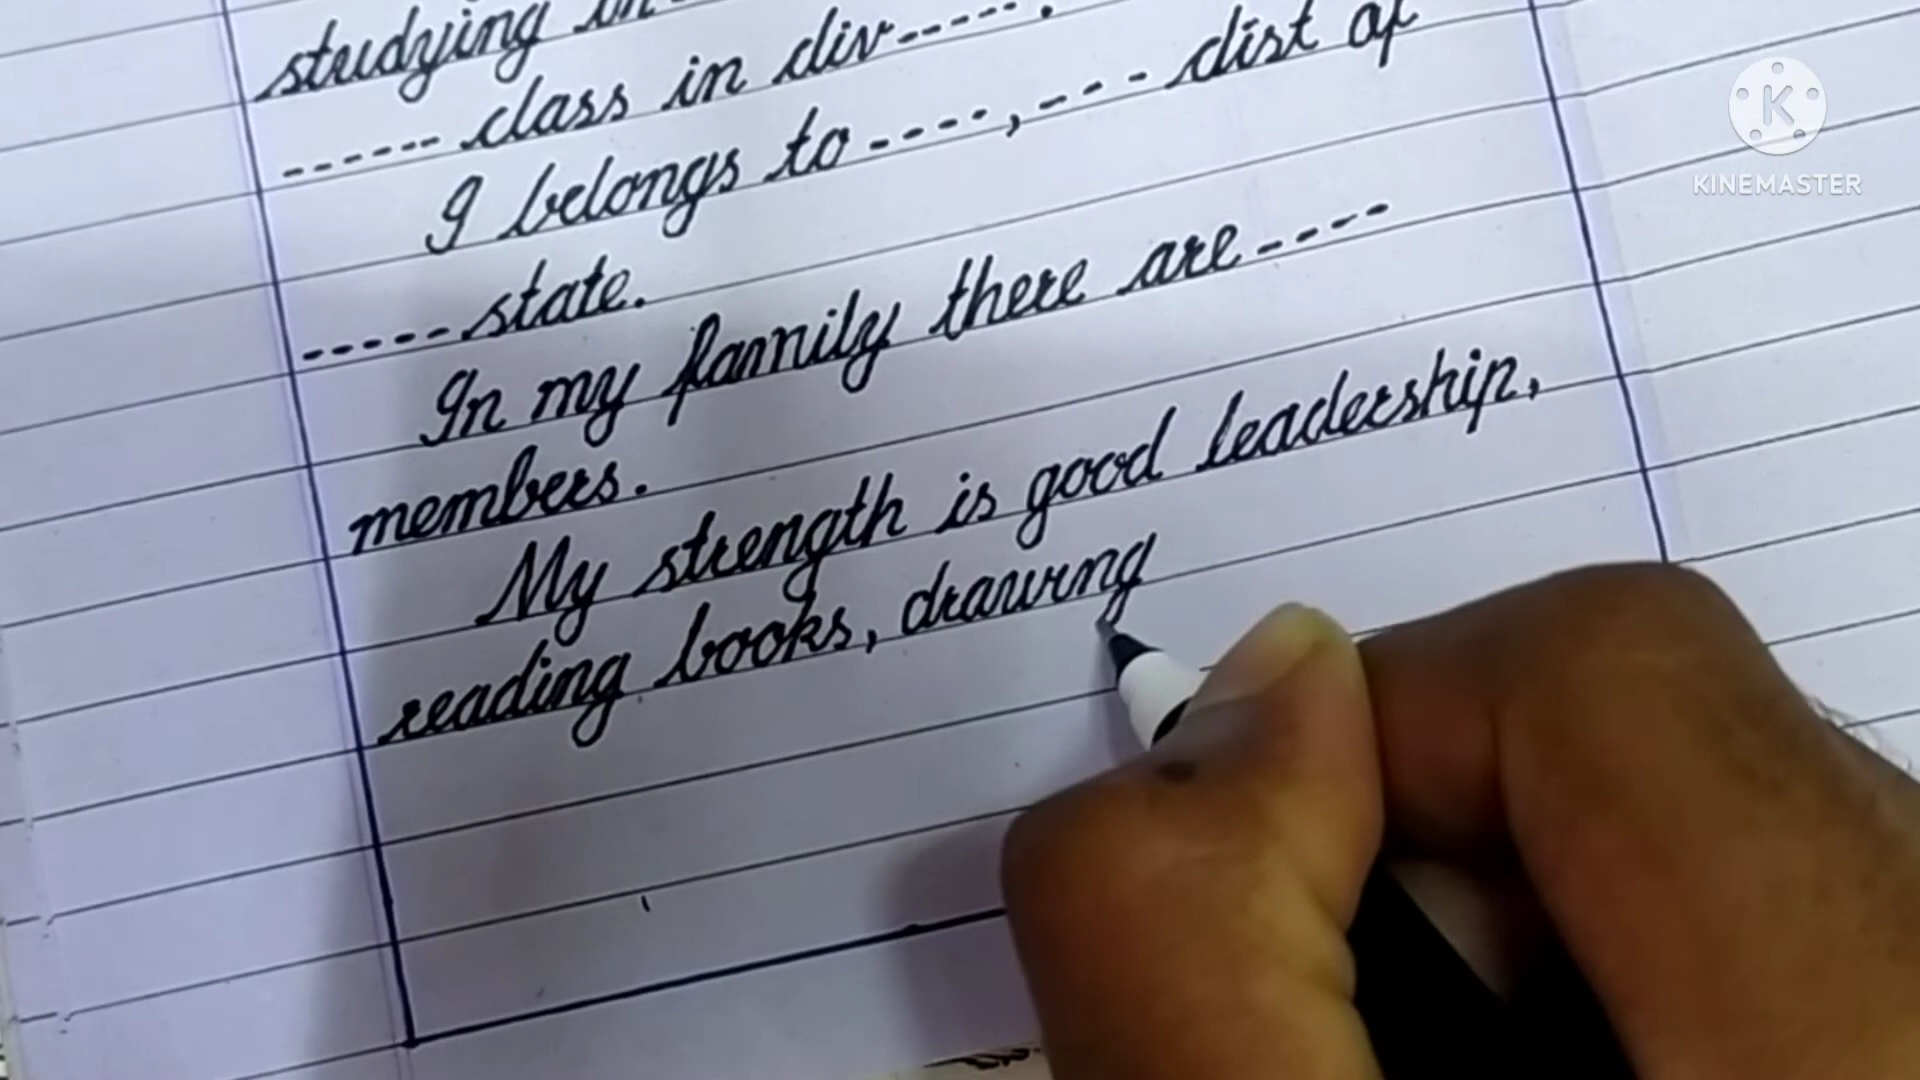 studying in
------ class in div-----.
I belongs to ----, --- dist of
----- state.
In my family there are ----
members.
My strength is good leadership,
reading books, drawing
K
KINEMASTER